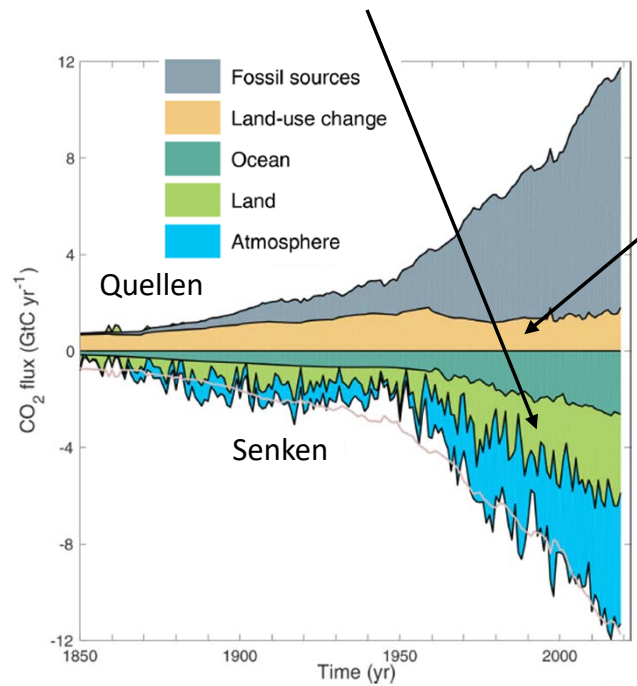 12
Fossil sources
Land-use change
8
Ocean
Land
4
Atmosphere
Quellen
0
CO₂ flux (GtC yr⁻¹)
-4
Senken
-8
-12
1850
1900
1950
2000
Time (yr)